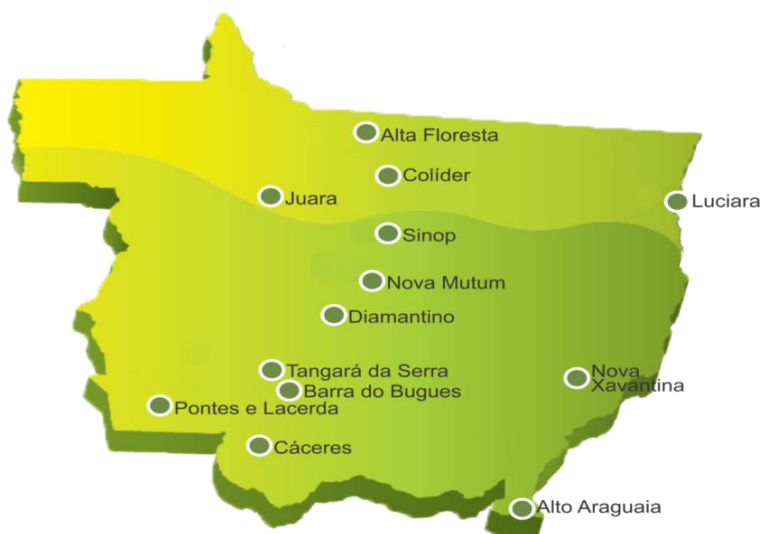 Alta Floresta
Colíder
Juara
Luciara
Sinop
Nova Mutum
Diamantino
Tangará da Serra
Nova
Xavantina
Barra do Bugues
Pontes e Lacerda
Cáceres
Alto Araguaia